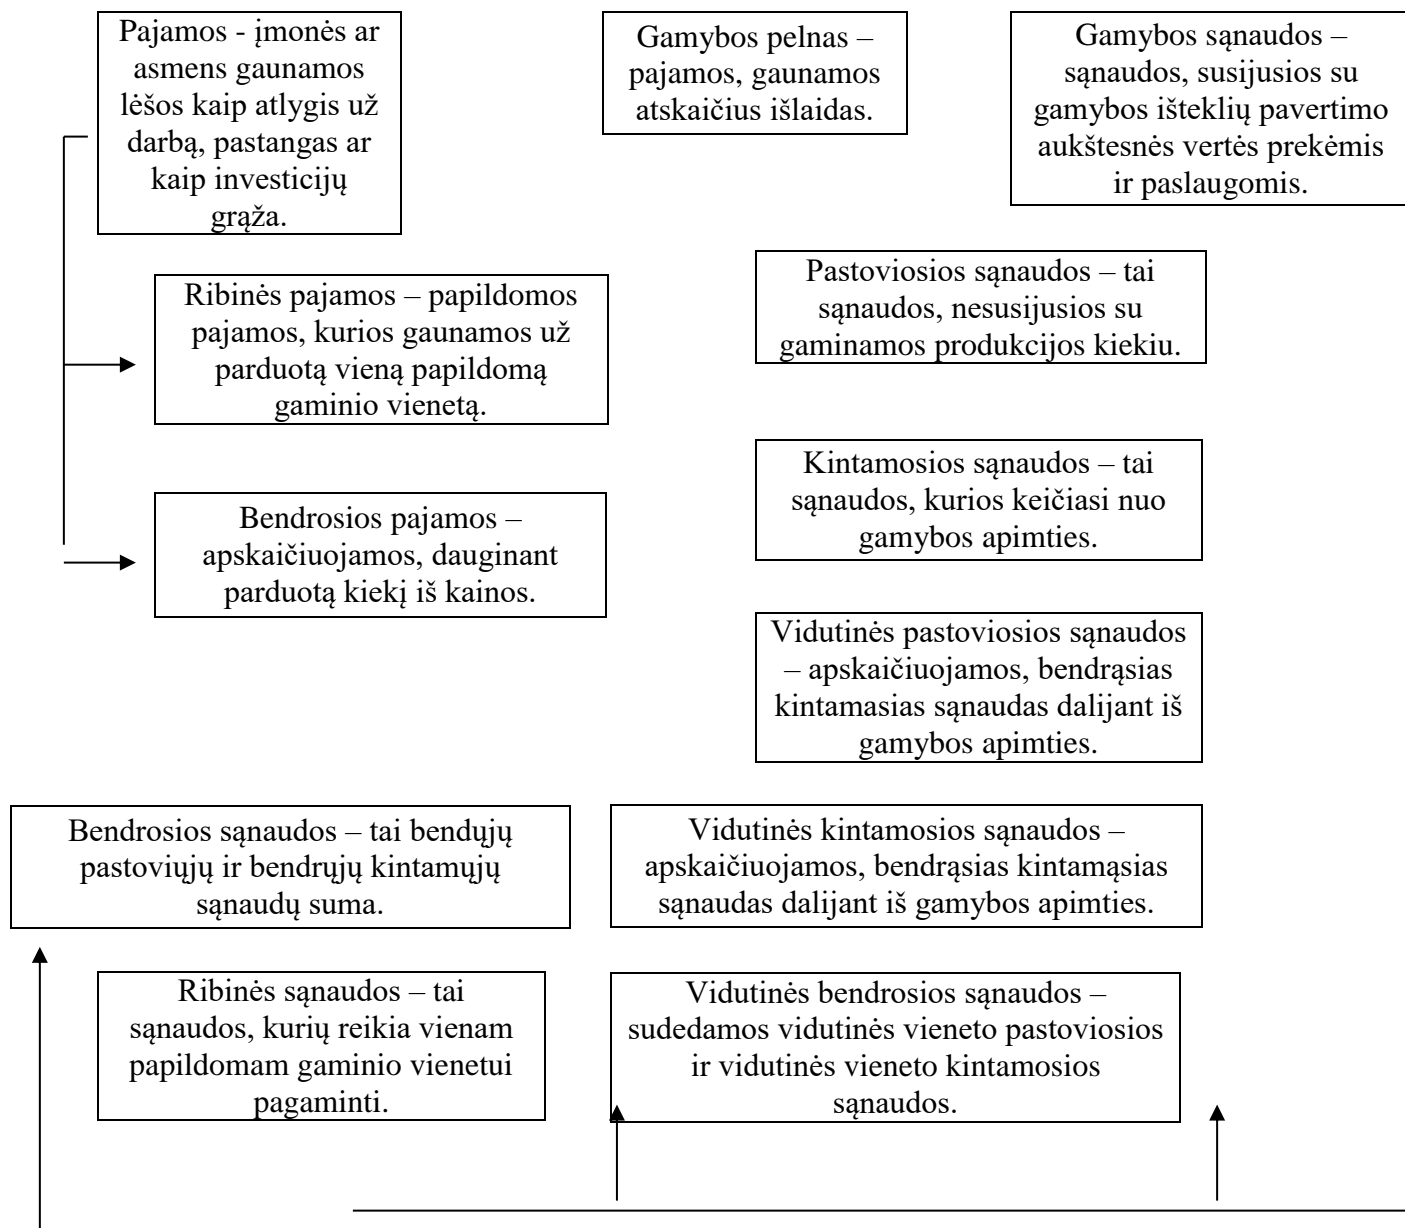 Pajamos - įmonės ar
asmens gaunamos
lėšos kaip atlygis už
darbą, pastangas ar
kaip investicijų
grąža.
Gamybos pelnas –
pajamos, gaunamos
atskaičius išlaidas.
Gamybos sąnaudos –
sąnaudos, susijusios su
gamybos išteklių pavertimo
aukštesnės vertės prekėmis
ir paslaugomis.
Ribinės pajamos – papildomos
pajamos, kurios gaunamos už
parduotą vieną papildomą
gaminio vienetą.
Pastoviosios sąnaudos – tai
sąnaudos, nesusijusios su
gaminamos produkcijos kiekiu.
Kintamosios sąnaudos – tai
sąnaudos, kurios keičiasi nuo
gamybos apimties.
Bendrosios pajamos –
apskaičiuojamos, dauginant
parduotą kiekį iš kainos.
Vidutinės pastoviosios sąnaudos
– apskaičiuojamos, bendrąsias
kintamasias sąnaudas dalijant iš
gamybos apimties.
Bendrosios sąnaudos – tai bendųjų
pastoviųjų ir bendrųjų kintamųjų
sąnaudų suma.
Vidutinės kintamosios sąnaudos –
apskaičiuojamos, bendrąsias kintamąsias
sąnaudas dalijant iš gamybos apimties.
Ribinės sąnaudos – tai
sąnaudos, kurių reikia vienam
papildomam gaminio vienetui
pagaminti.
Vidutinės bendrosios sąnaudos –
sudedamos vidutinės vieneto pastoviosios
ir vidutinės vieneto kintamosios
sąnaudos.